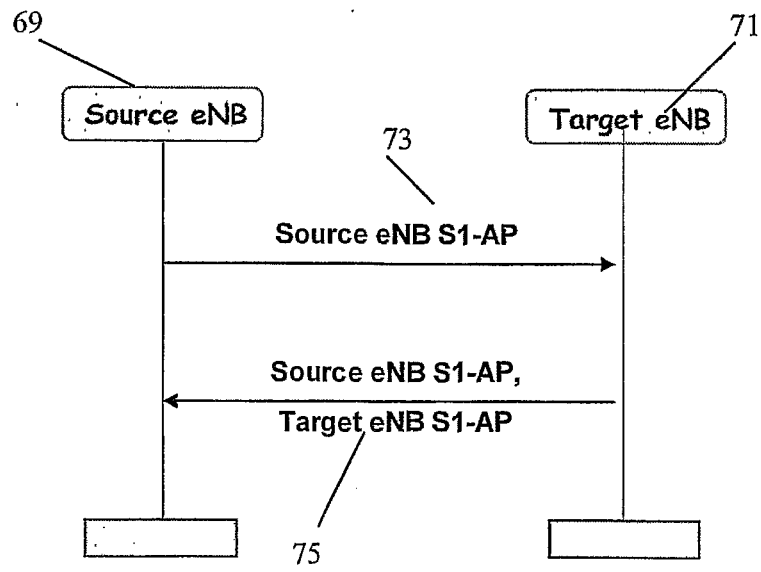 69
71
Source eNB
Target eNB
73
Source eNB S1-AP
Source eNB S1-AP,
Target eNB S1-AP
75